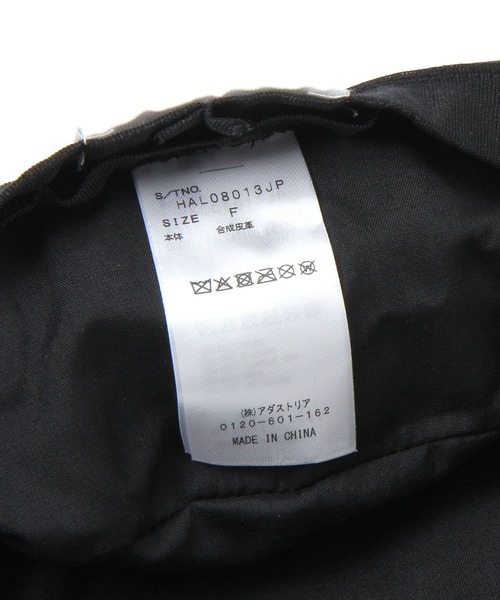 S/TNO.
HAL08013JP
SIZE F
本体 合成皮革
(株)アダストリア
0120-601-162
MADE IN CHINA